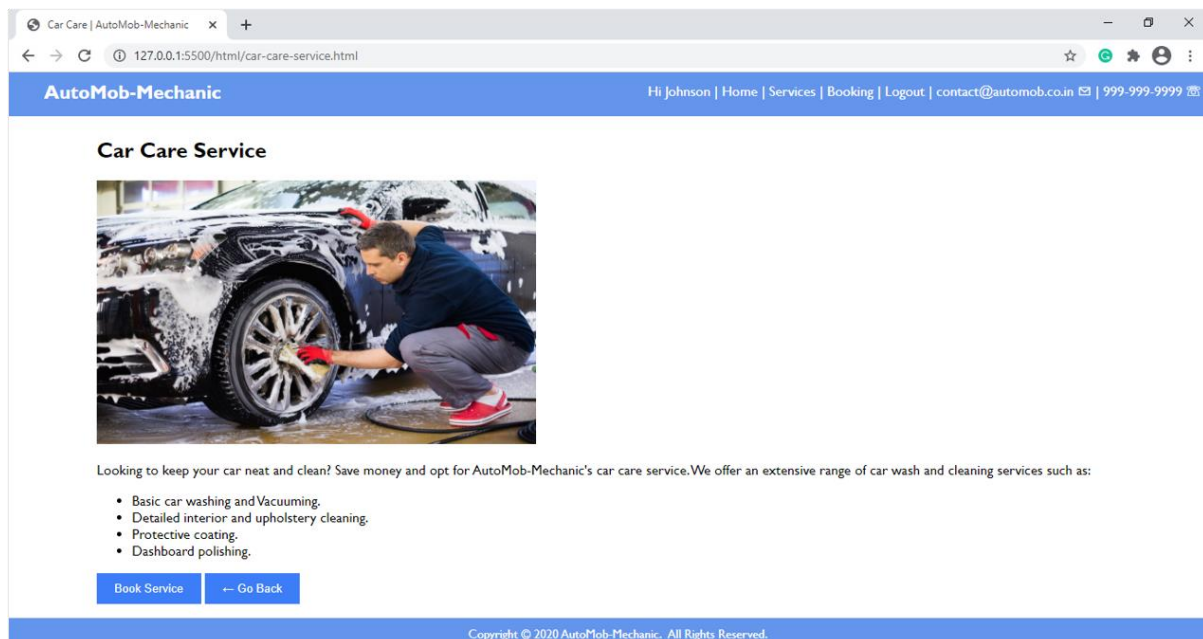 Car Care | AutoMob-Mechanic
127.0.0.1:5500/html/car-care-service.html
AutoMob-Mechanic
Hi Johnson | Home | Services | Booking | Logout | contact@automob.co.in ✉ | 999-999-9999 ☏
Car Care Service
Looking to keep your car neat and clean? Save money and opt for AutoMob-Mechanic's car care service. We offer an extensive range of car wash and cleaning services such as:
• Basic car washing and Vacuuming.
• Detailed interior and upholstery cleaning.
• Protective coating.
• Dashboard polishing.
Book Service
← Go Back
Copyright © 2020 AutoMob-Mechanic. All Rights Reserved.